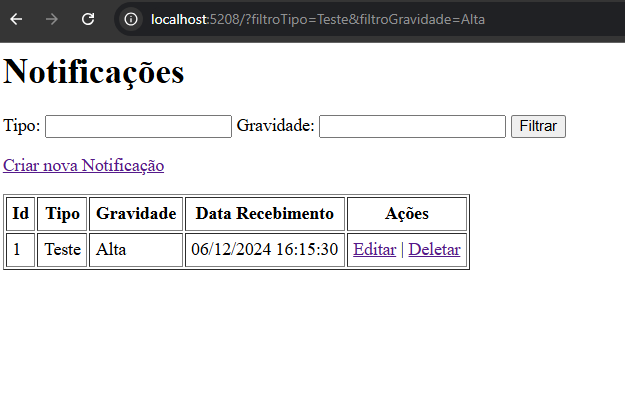 localhost:5208/?filtroTipo=Teste&filtroGravidade=Alta
Notificações
Tipo: Gravidade: Filtrar
Criar nova Notificação
Id Tipo Gravidade Data Recebimento Ações
1 Teste Alta 06/12/2024 16:15:30 Editar | Deletar